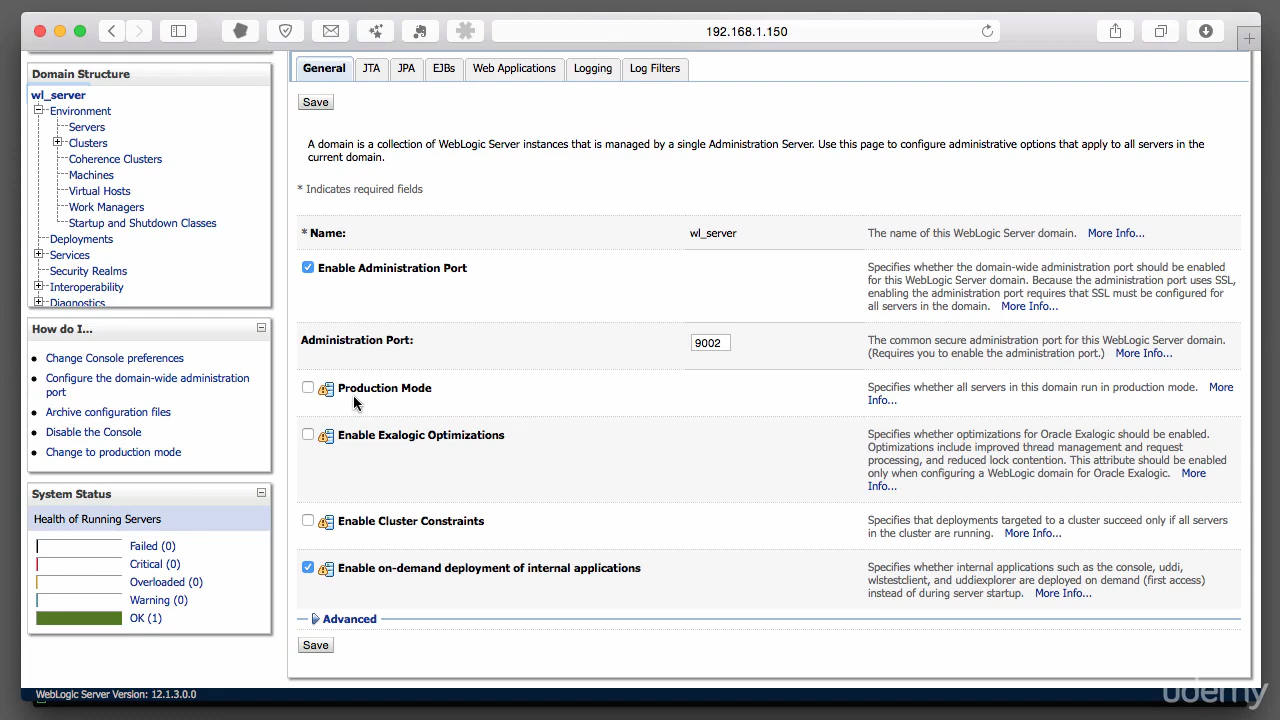 192.168.1.150
Domain Structure
wl_server
Environment
Servers
Clusters
Coherence Clusters
Machines
Virtual Hosts
Work Managers
Startup and Shutdown Classes
Deployments
Services
Security Realms
Interoperability
Diagnostics
How do I...
Change Console preferences
Configure the domain-wide administration
port
Archive configuration files
Disable the Console
Change to production mode
System Status
Health of Running Servers
Failed (0)
Critical (0)
Overloaded (0)
Warning (0)
OK (1)
General JTA JPA EJBs Web Applications Logging Log Filters
Save
A domain is a collection of WebLogic Server instances that is managed by a single Administration Server. Use this page to configure administrative options that apply to all servers in the
current domain.
* Indicates required fields
* Name: wl_server The name of this WebLogic Server domain. More Info...
Enable Administration Port
Specifies whether the domain-wide administration port should be enabled
for this WebLogic Server domain. Because the administration port uses SSL,
enabling the administration port requires that SSL must be configured for
all servers in the domain. More Info...
Administration Port: 9002
The common secure administration port for this WebLogic Server domain.
(Requires you to enable the administration port.) More Info...
Production Mode
Specifies whether all servers in this domain run in production mode. More
Info...
Enable Exalogic Optimizations
Specifies whether optimizations for Oracle Exalogic should be enabled.
Optimizations include improved thread management and request
processing, and reduced lock contention. This attribute should be enabled
only when configuring a WebLogic domain for Oracle Exalogic. More
Info...
Enable Cluster Constraints
Specifies that deployments targeted to a cluster succeed only if all servers
in the cluster are running. More Info...
Enable on-demand deployment of internal applications
Specifies whether internal applications such as the console, uddi,
wlstestclient, and uddiexplorer are deployed on demand (first access)
instead of during server startup. More Info...
Advanced
Save
WebLogic Server Version: 12.1.3.0.0
udemy